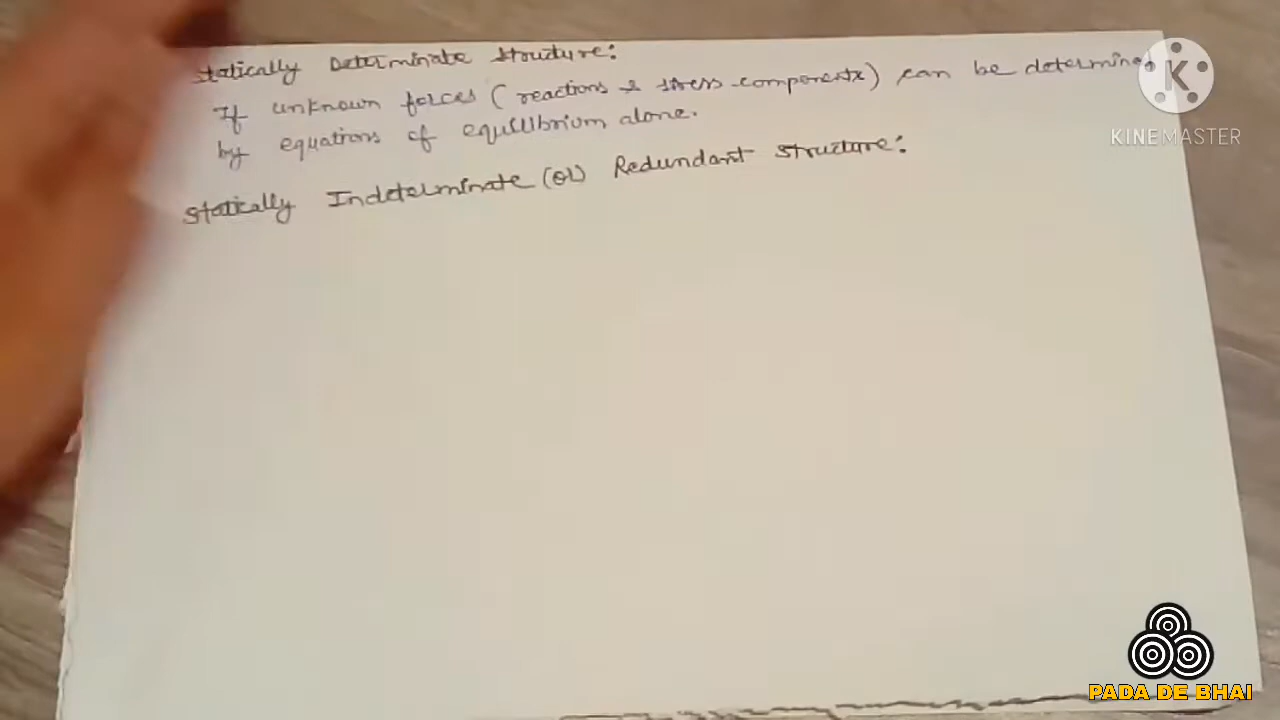 Statically Determinate Structure:
If unknown forces (reactions & stress components) can be determined
by equations of equilibrium alone.
Statically Indeterminate (or) Redundant Structure:
K
KINEMASTER
PADA DE BHAI